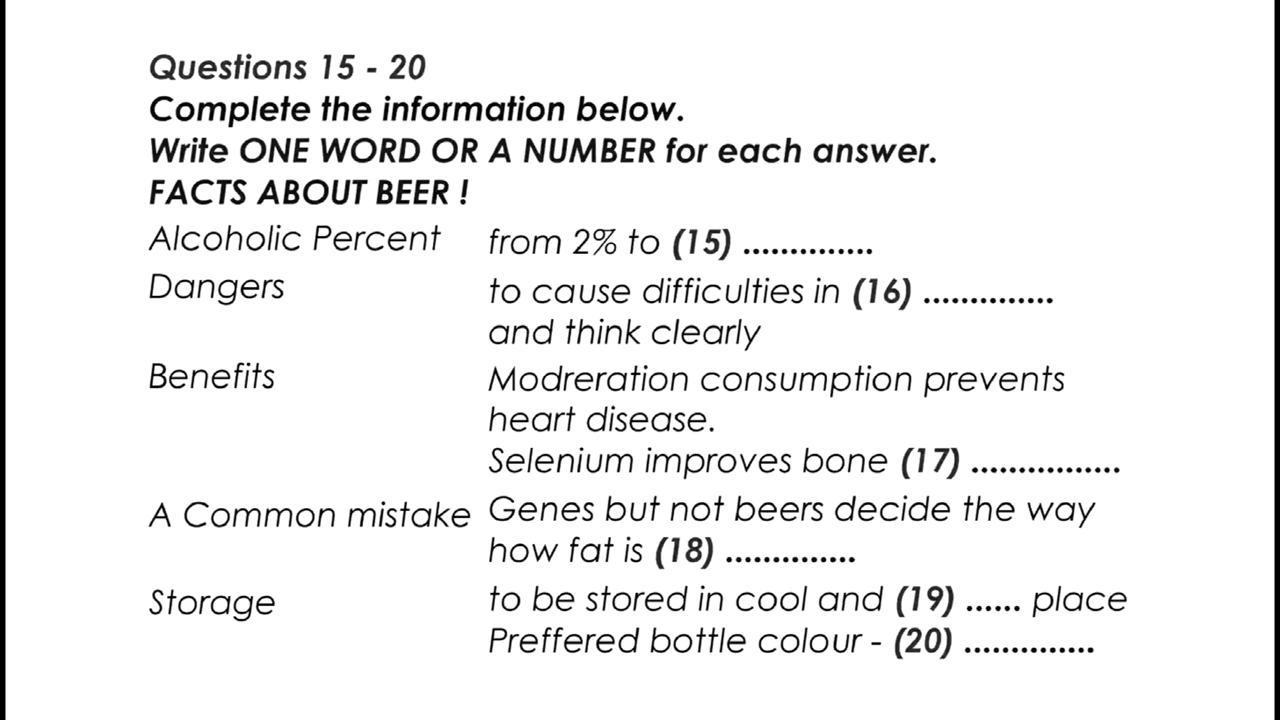 Questions 15 - 20
Complete the information below.
Write ONE WORD OR A NUMBER for each answer.
FACTS ABOUT BEER !
Alcoholic Percent from 2% to (15) ..............
Dangers to cause difficulties in (16) ..............
and think clearly
Benefits Modreration consumption prevents
heart disease.
Selenium improves bone (17) ................
A Common mistake Genes but not beers decide the way
how fat is (18) ..............
Storage to be stored in cool and (19) ...... place
Preffered bottle colour - (20) ..............